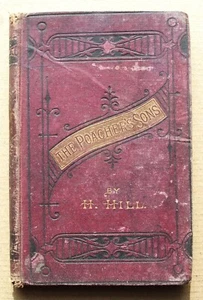 THE POACHER'S SONS
BY
H. HILL.